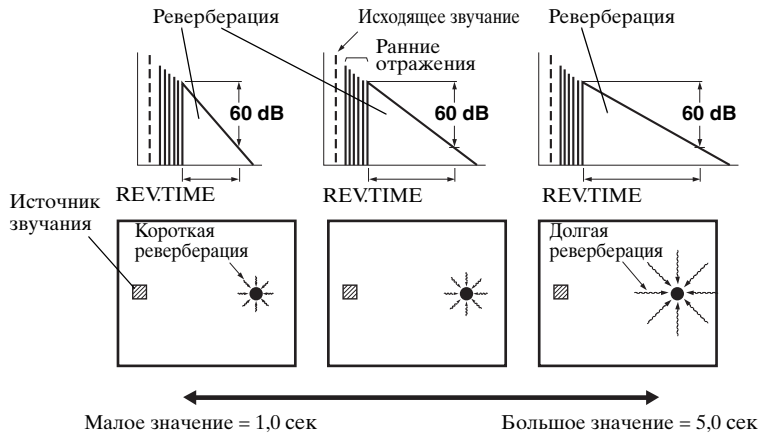 Реверберация
Исходящее звучание
Реверберация
Ранние
отражения
60 dB
60 dB
60 dB
REV.TIME
REV.TIME
REV.TIME
Источник
звучания
Короткая
реверберация
Долгая
реверберация
Малое значение = 1,0 сек
Большое значение = 5,0 сек